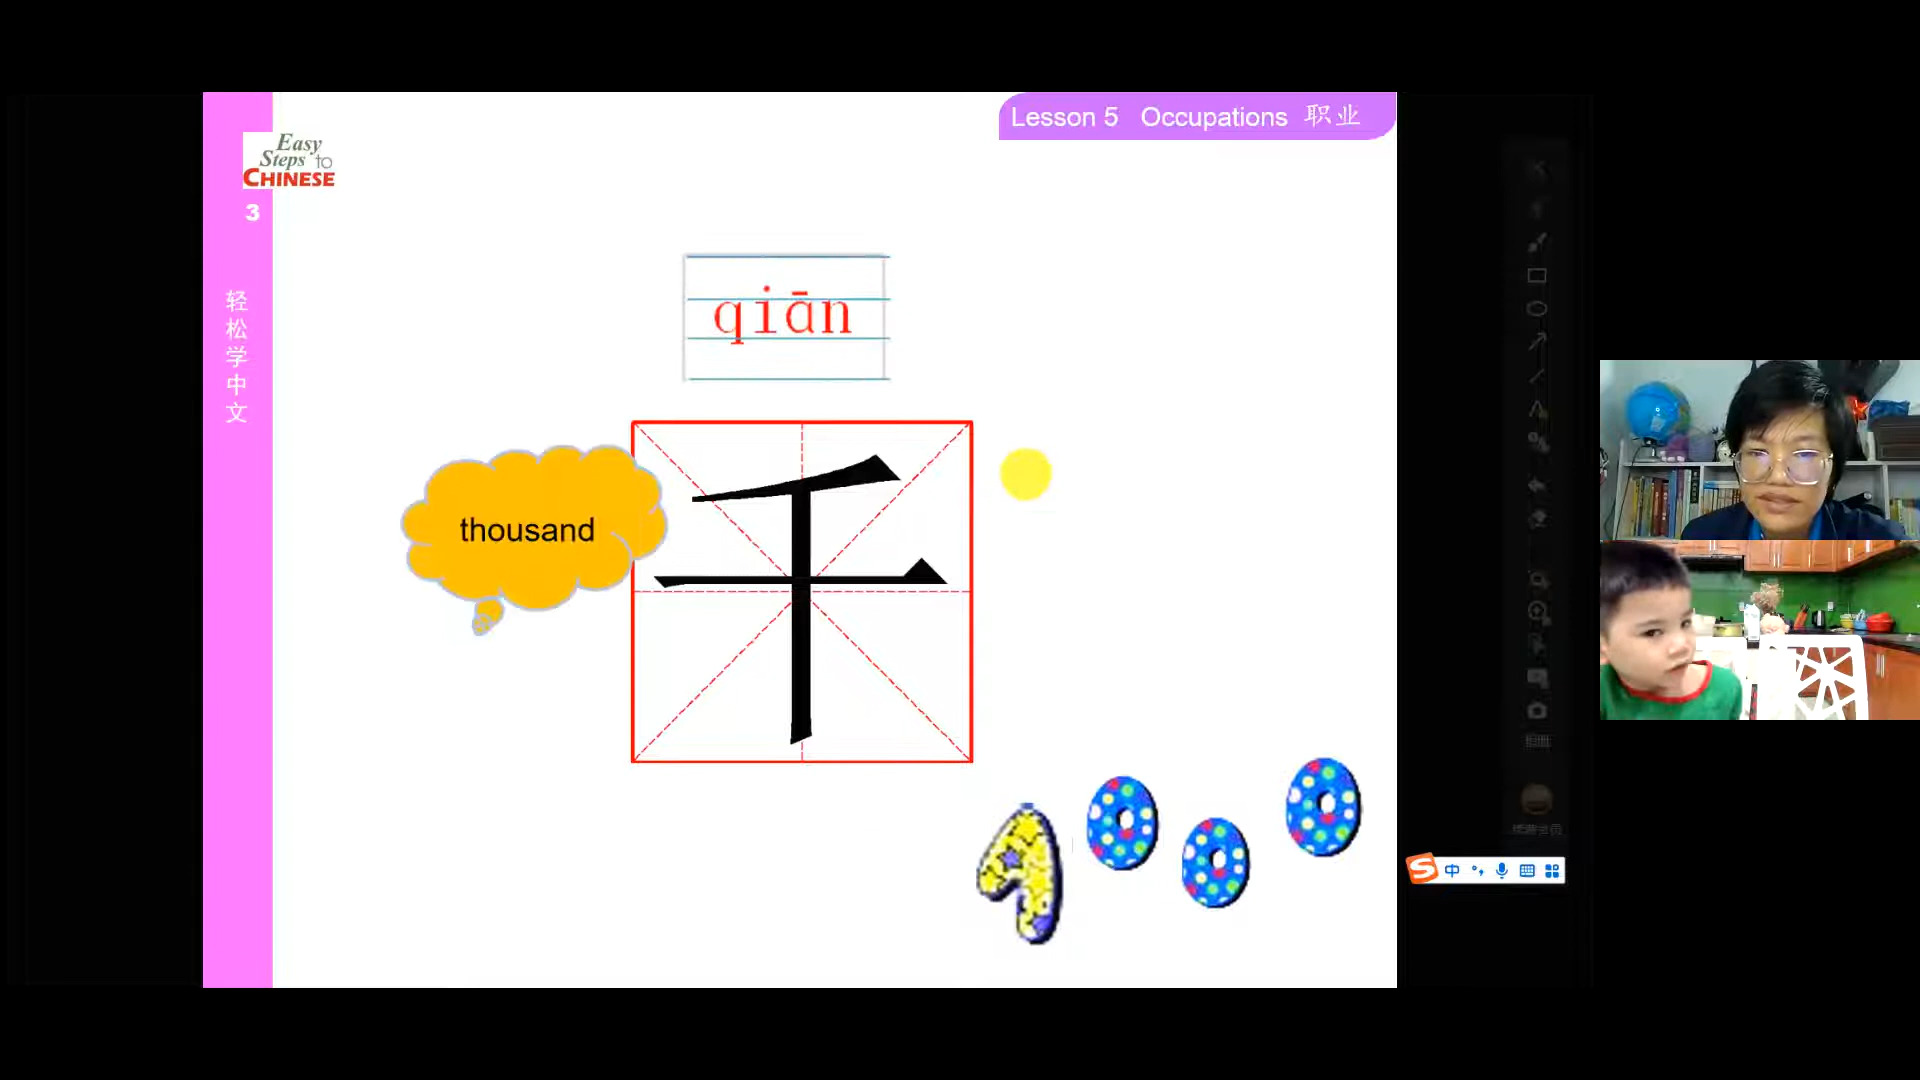 Lesson 5 Occupations 职业
Easy
Steps to
CHINESE
3
轻松学中文
qiān
thousand
千
1000
S 中